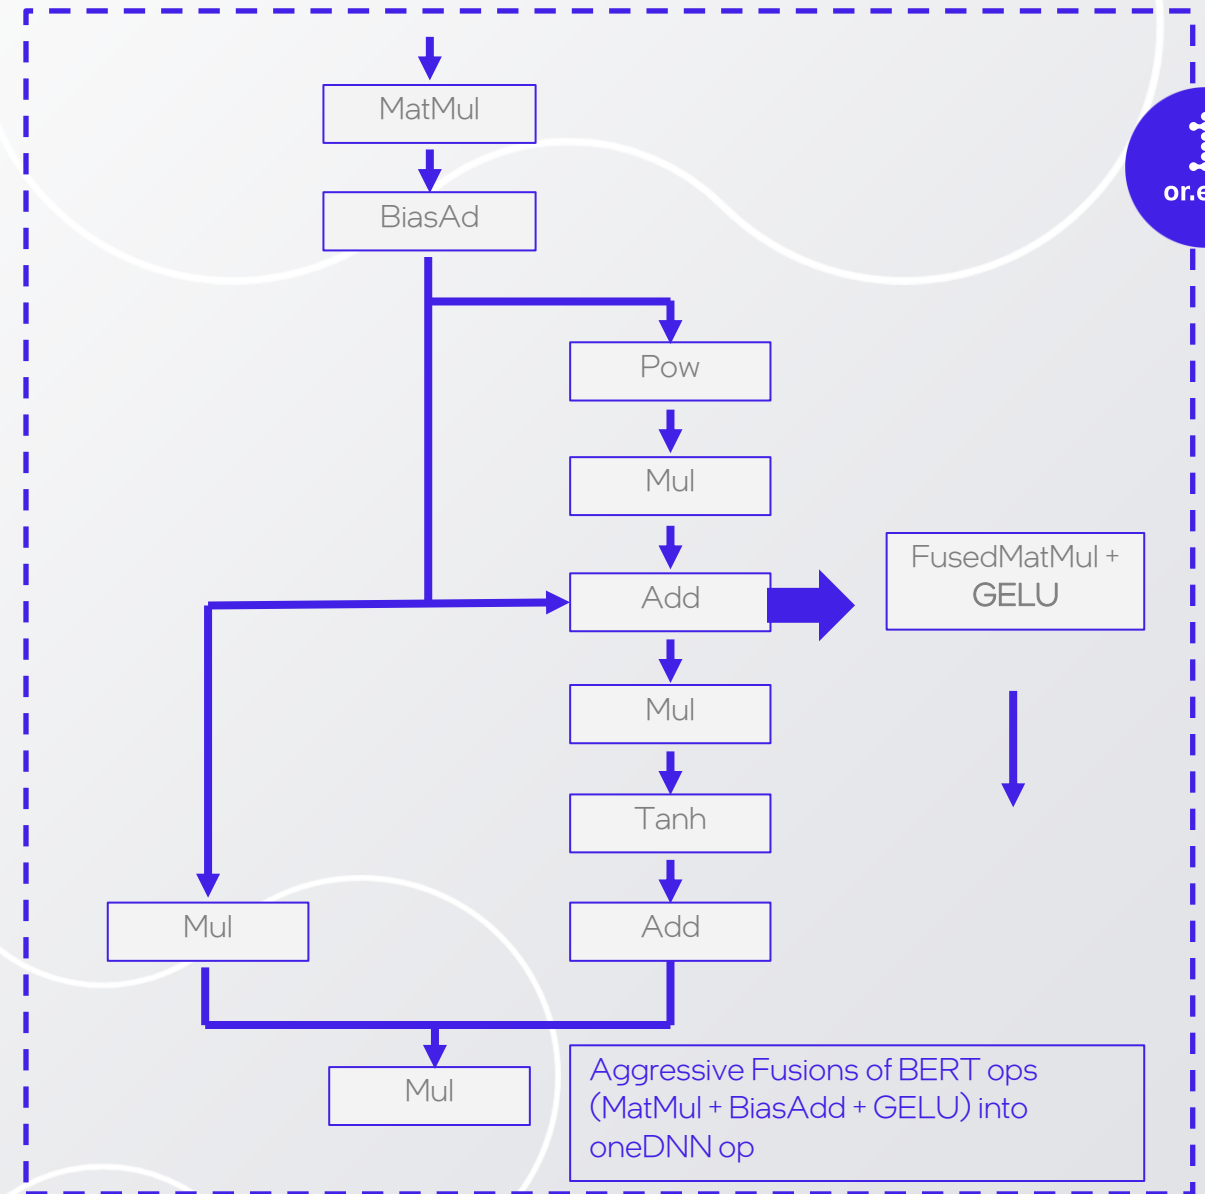 MatMul
BiasAd
Pow
Mul
Add
FusedMatMul +
GELU
Mul
Tanh
Mul
Add
Mul
Aggressive Fusions of BERT ops
(MatMul + BiasAdd + GELU) into
oneDNN op